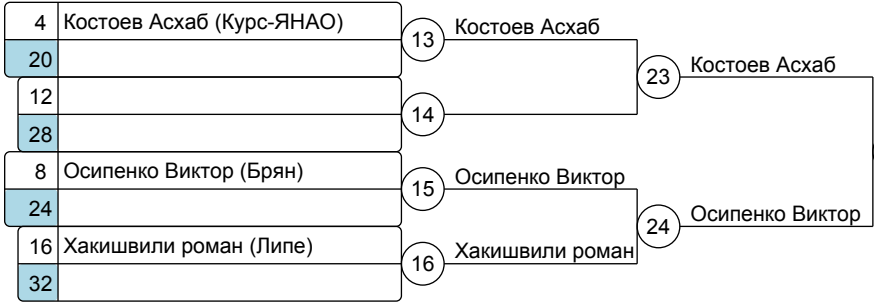 4 Костоев Асхаб (Курс-ЯНАО)
20
12
28
8 Осипенко Виктор (Брян)
24
16 Хакишвили роман (Липе)
32
13 Костоев Асхаб
14
15 Осипенко Виктор
16 Хакишвили роман
23 Костоев Асхаб
24 Осипенко Виктор